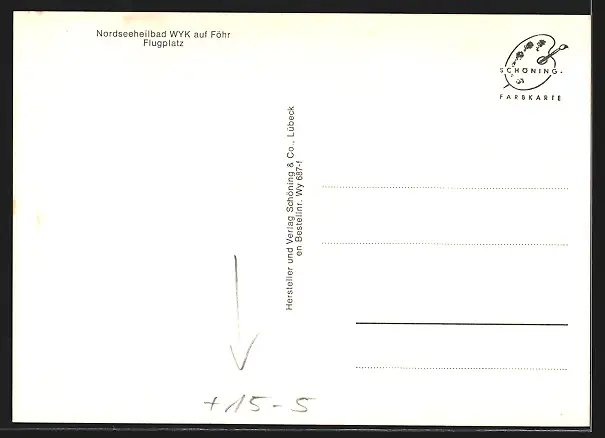 Nordseeheilbad WYK auf Föhr
Flugplatz
SCHÖNING.
FARBKARTE
Hersteller und Verlag Schöning & Co., Lübeck
en Bestellnr. Wy 687-f
+ 15 - 5